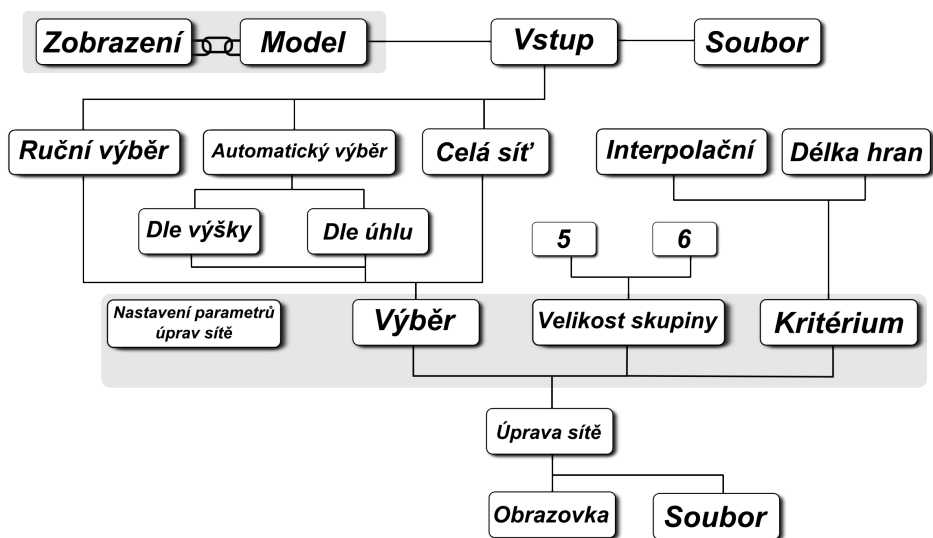 Zobrazení
Model
Vstup
Soubor
Ruční výběr
Automatický výběr
Celá síť
Interpolační
Délka hran
Dle výšky
Dle úhlu
5
6
Nastavení parametrů
úprav sítě
Výběr
Velikost skupiny
Kritérium
Úprava sítě
Obrazovka
Soubor